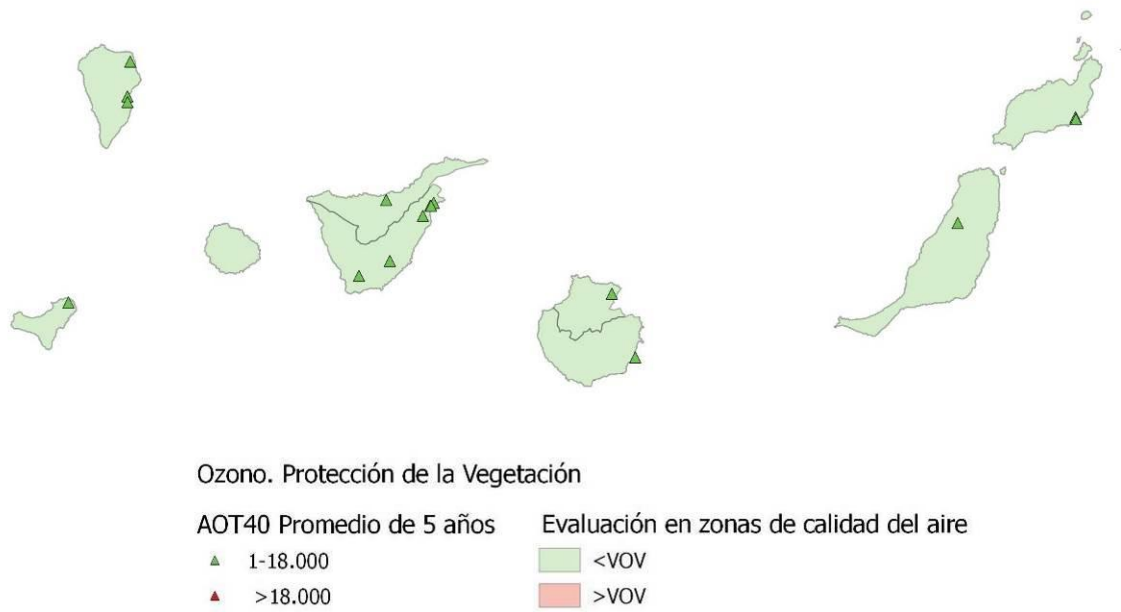 Ozono. Protección de la Vegetación
AOT40 Promedio de 5 años
Evaluación en zonas de calidad del aire
1-18.000
<VOV
>18.000
>VOV